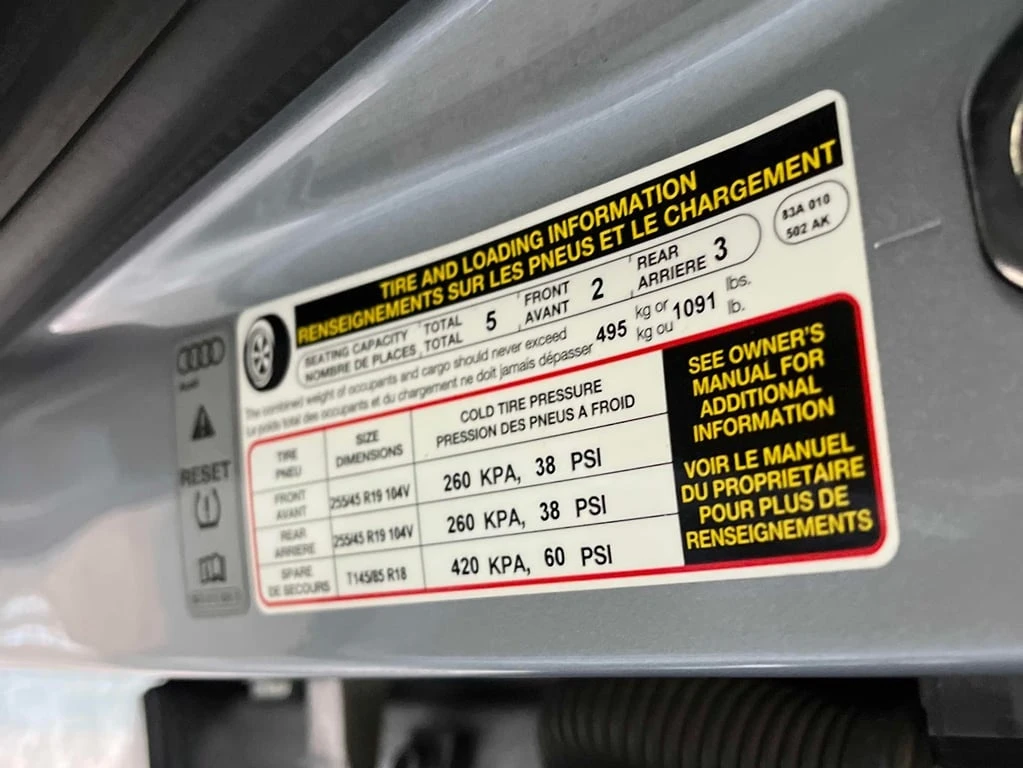 TIRE AND LOADING INFORMATION
RENSEIGNEMENTS SUR LES PNEUS ET LE CHARGEMENT
83A 010
502 AK
SEATING CAPACITY TOTAL 5 FRONT 2 REAR 3
NOMBRE DE PLACES TOTAL AVANT ARRIERE
The combined weight of occupants and cargo should never exceed 495 kg or 1091 lbs.
Le poids total des occupants et du chargement ne doit jamais dépasser kg ou lb.
Audi
RESET
TIRE SIZE COLD TIRE PRESSURE
PNEU DIMENSIONS PRESSION DES PNEUS A FROID
FRONT 255/45 R19 104V 260 KPA, 38 PSI
AVANT
REAR 255/45 R19 104V 260 KPA, 38 PSI
ARRIERE
SPARE T145/85 R18 420 KPA, 60 PSI
DE SECOURS
SEE OWNER'S
MANUAL FOR
ADDITIONAL
INFORMATION
VOIR LE MANUEL
DU PROPRIETAIRE
POUR PLUS DE
RENSEIGNEMENTS